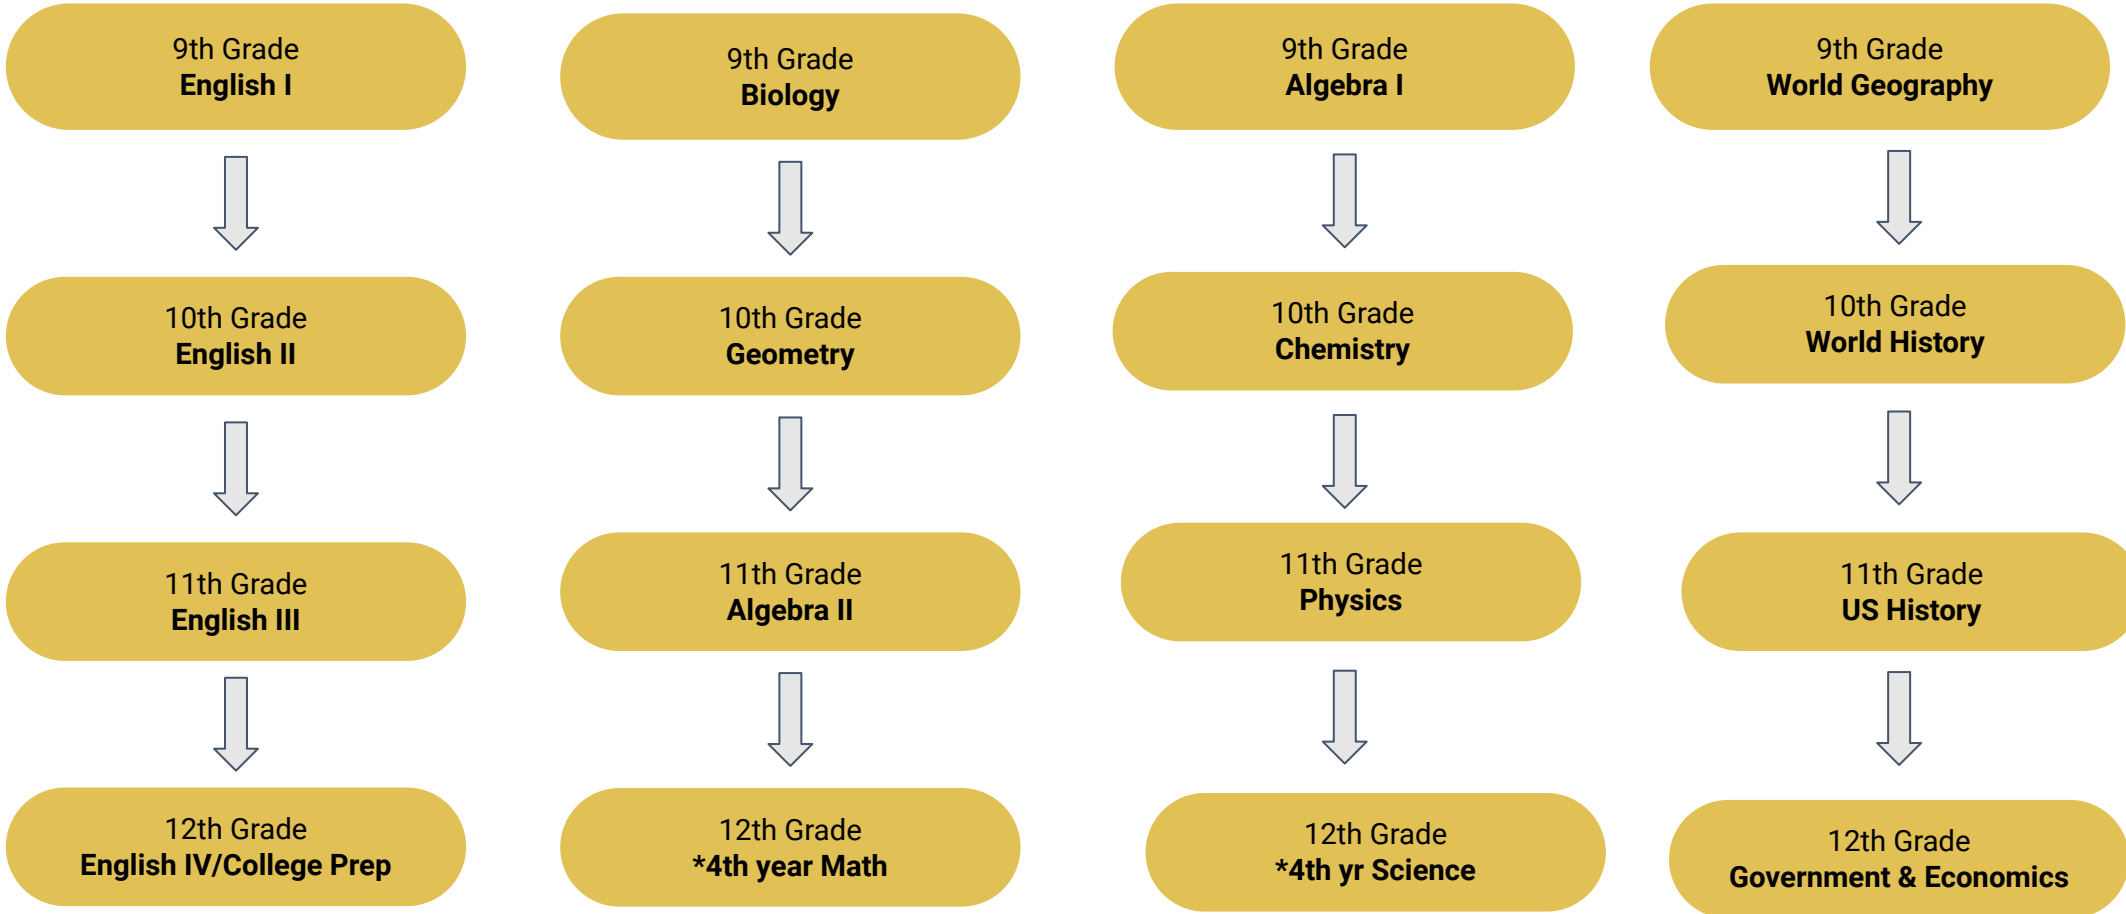 9th Grade
English I
9th Grade
Biology
9th Grade
Algebra I
9th Grade
World Geography
10th Grade
English II
10th Grade
Geometry
10th Grade
Chemistry
10th Grade
World History
11th Grade
English III
11th Grade
Algebra II
11th Grade
Physics
11th Grade
US History
12th Grade
English IV/College Prep
12th Grade
*4th year Math
12th Grade
*4th yr Science
12th Grade
Government & Economics